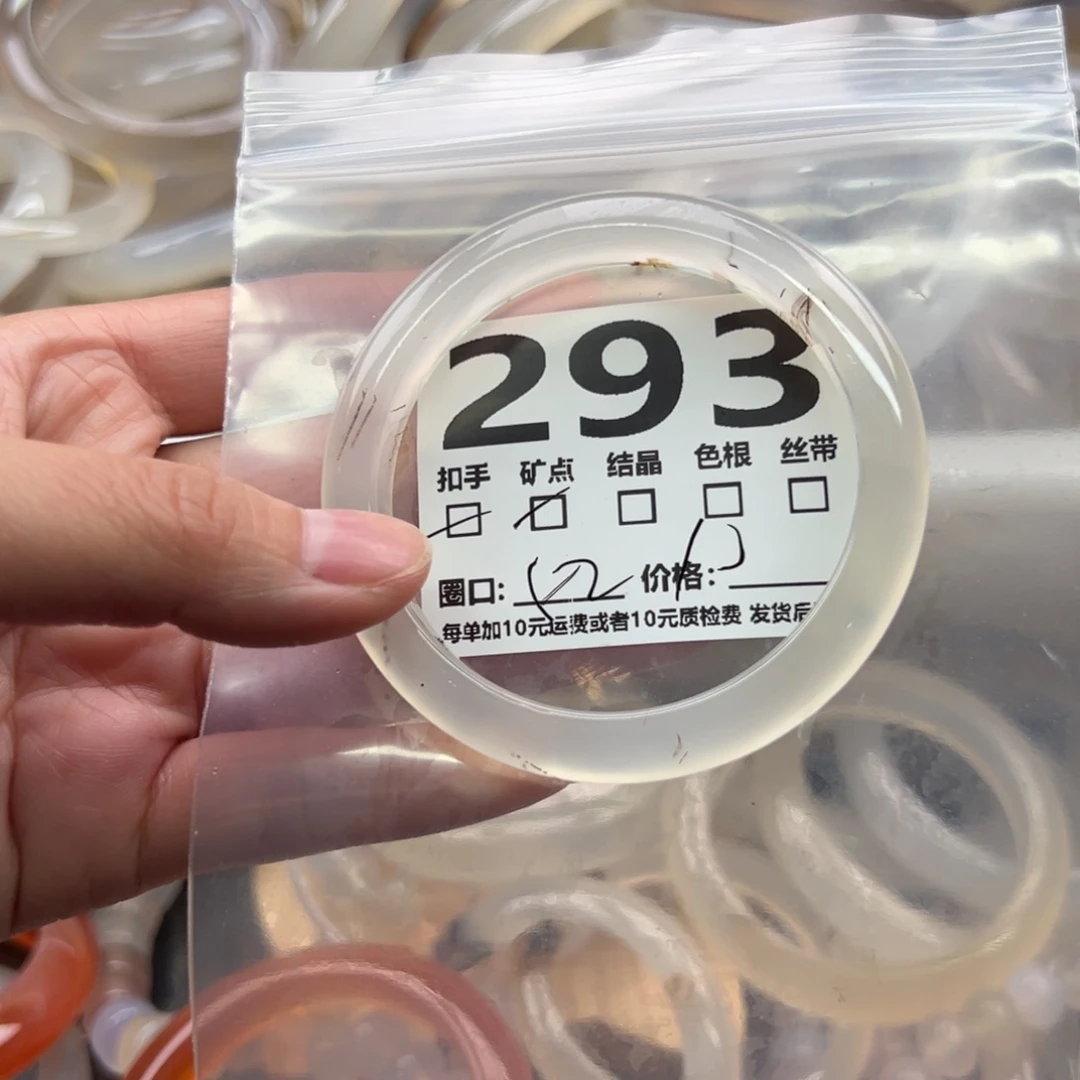 293
扣手 矿点 结晶 色根 丝带
圈口: 价格:
每单加10元运费或者10元质检费 发货后